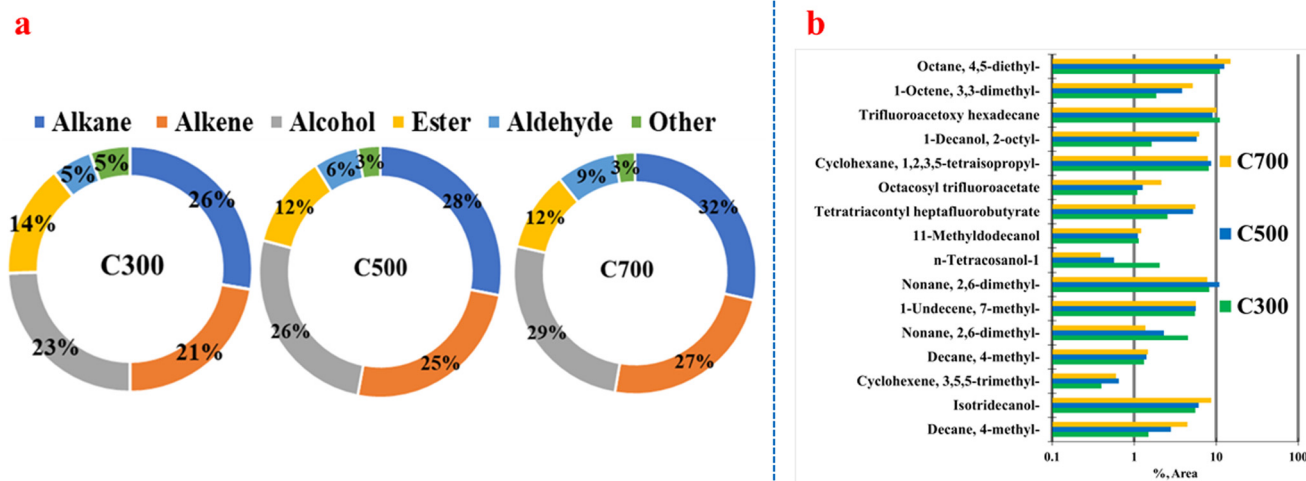 a
Alkane Alkene Alcohol Ester Aldehyde Other
26%
21%
23%
14%
5%
5%
C300
28%
25%
26%
12%
6%
3%
C500
32%
27%
29%
12%
9%
3%
C700
b
Octane, 4,5-diethyl-
1-Octene, 3,3-dimethyl-
Trifluoroacetoxy hexadecane
1-Decanol, 2-octyl-
Cyclohexane, 1,2,3,5-tetraisopropyl-
Octacosyl trifluoroacetate
Tetratriacontyl heptafluorobutyrate
11-Methyldodecanol
n-Tetracosanol-1
Nonane, 2,6-dimethyl-
1-Undecene, 7-methyl-
Nonane, 2,6-dimethyl-
Decane, 4-methyl-
Cyclohexene, 3,5,5-trimethyl-
Isotridecanol-
Decane, 4-methyl-
0.1 1 10 100
%, Area
C700
C500
C300